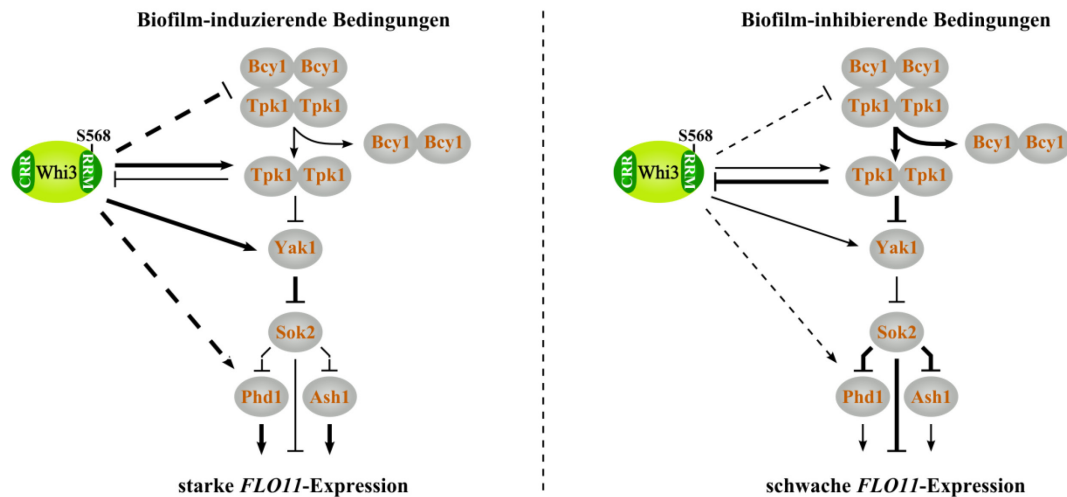 Biofilm-induzierende Bedingungen
Bcy1 Bcy1
Tpk1 Tpk1
S568
Bcy1 Bcy1
CRR Whi3 RRM
Tpk1 Tpk1
Yak1
Sok2
Phd1 Ash1
starke FLO11-Expression
Biofilm-inhibierende Bedingungen
Bcy1 Bcy1
Tpk1 Tpk1
S568
Bcy1 Bcy1
CRR Whi3 RRM
Tpk1 Tpk1
Yak1
Sok2
Phd1 Ash1
schwache FLO11-Expression